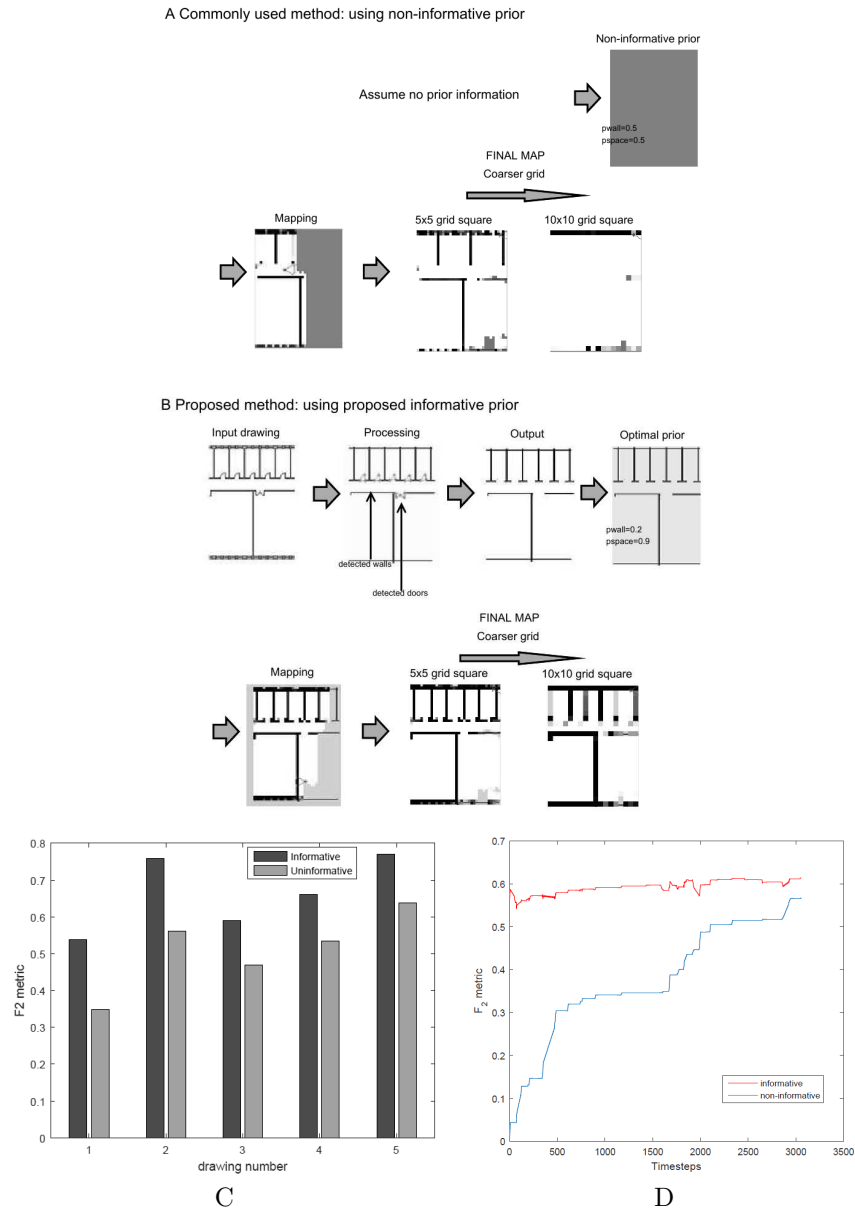 A Commonly used method: using non-informative prior
Non-informative prior
Assume no prior information
pwall=0.5
pspace=0.5
FINAL MAP
Coarser grid
Mapping
5x5 grid square
10x10 grid square
B Proposed method: using proposed informative prior
Input drawing
Processing
Output
Optimal prior
pwall=0.2
pspace=0.9
detected walls
detected doors
FINAL MAP
Coarser grid
Mapping
5x5 grid square
10x10 grid square
0.8
0.7
0.6
0.5
0.4
0.3
0.2
0.1
0
F2 metric
Informative
Uninformative
1 2 3 4 5
drawing number
C
0.7
0.6
0.5
0.4
0.3
0.2
0.1
0
F2 metric
informative
non-informative
0 500 1000 1500 2000 2500 3000 3500
Timesteps
D